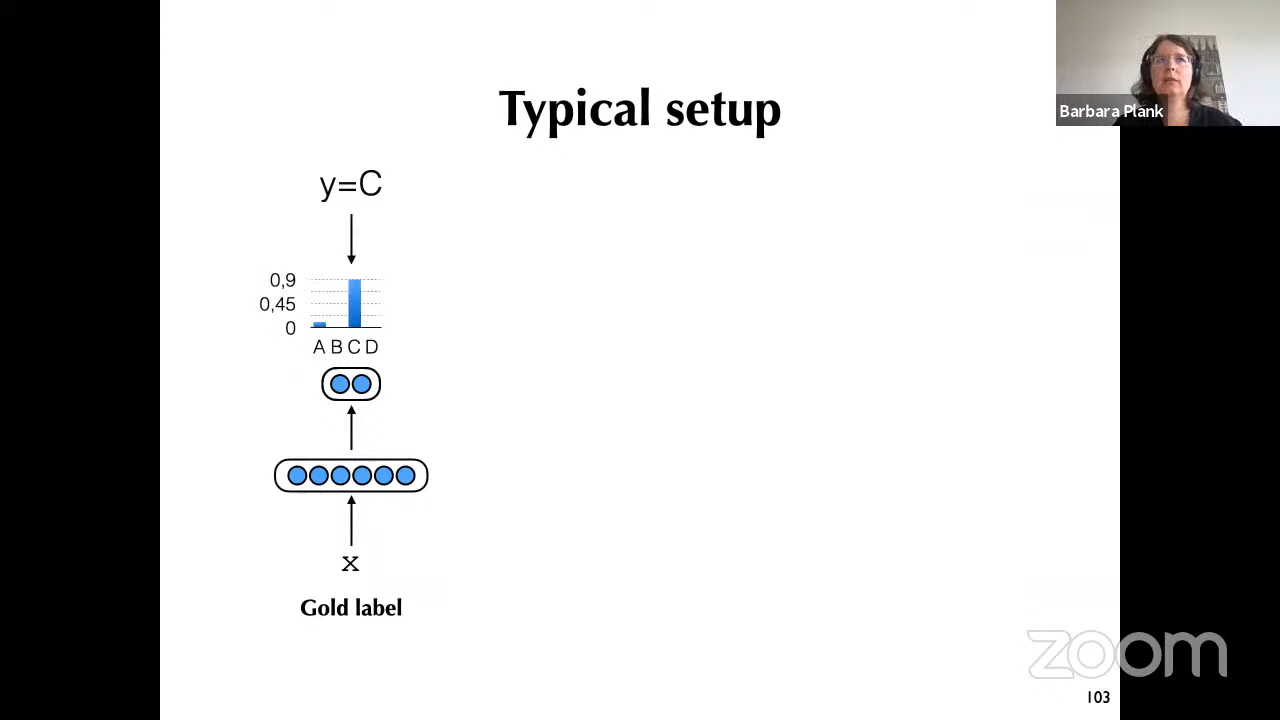 Typical setup
Barbara Plank
y=C
0,9
0,45
0
A B C D
x
Gold label
zoom
103